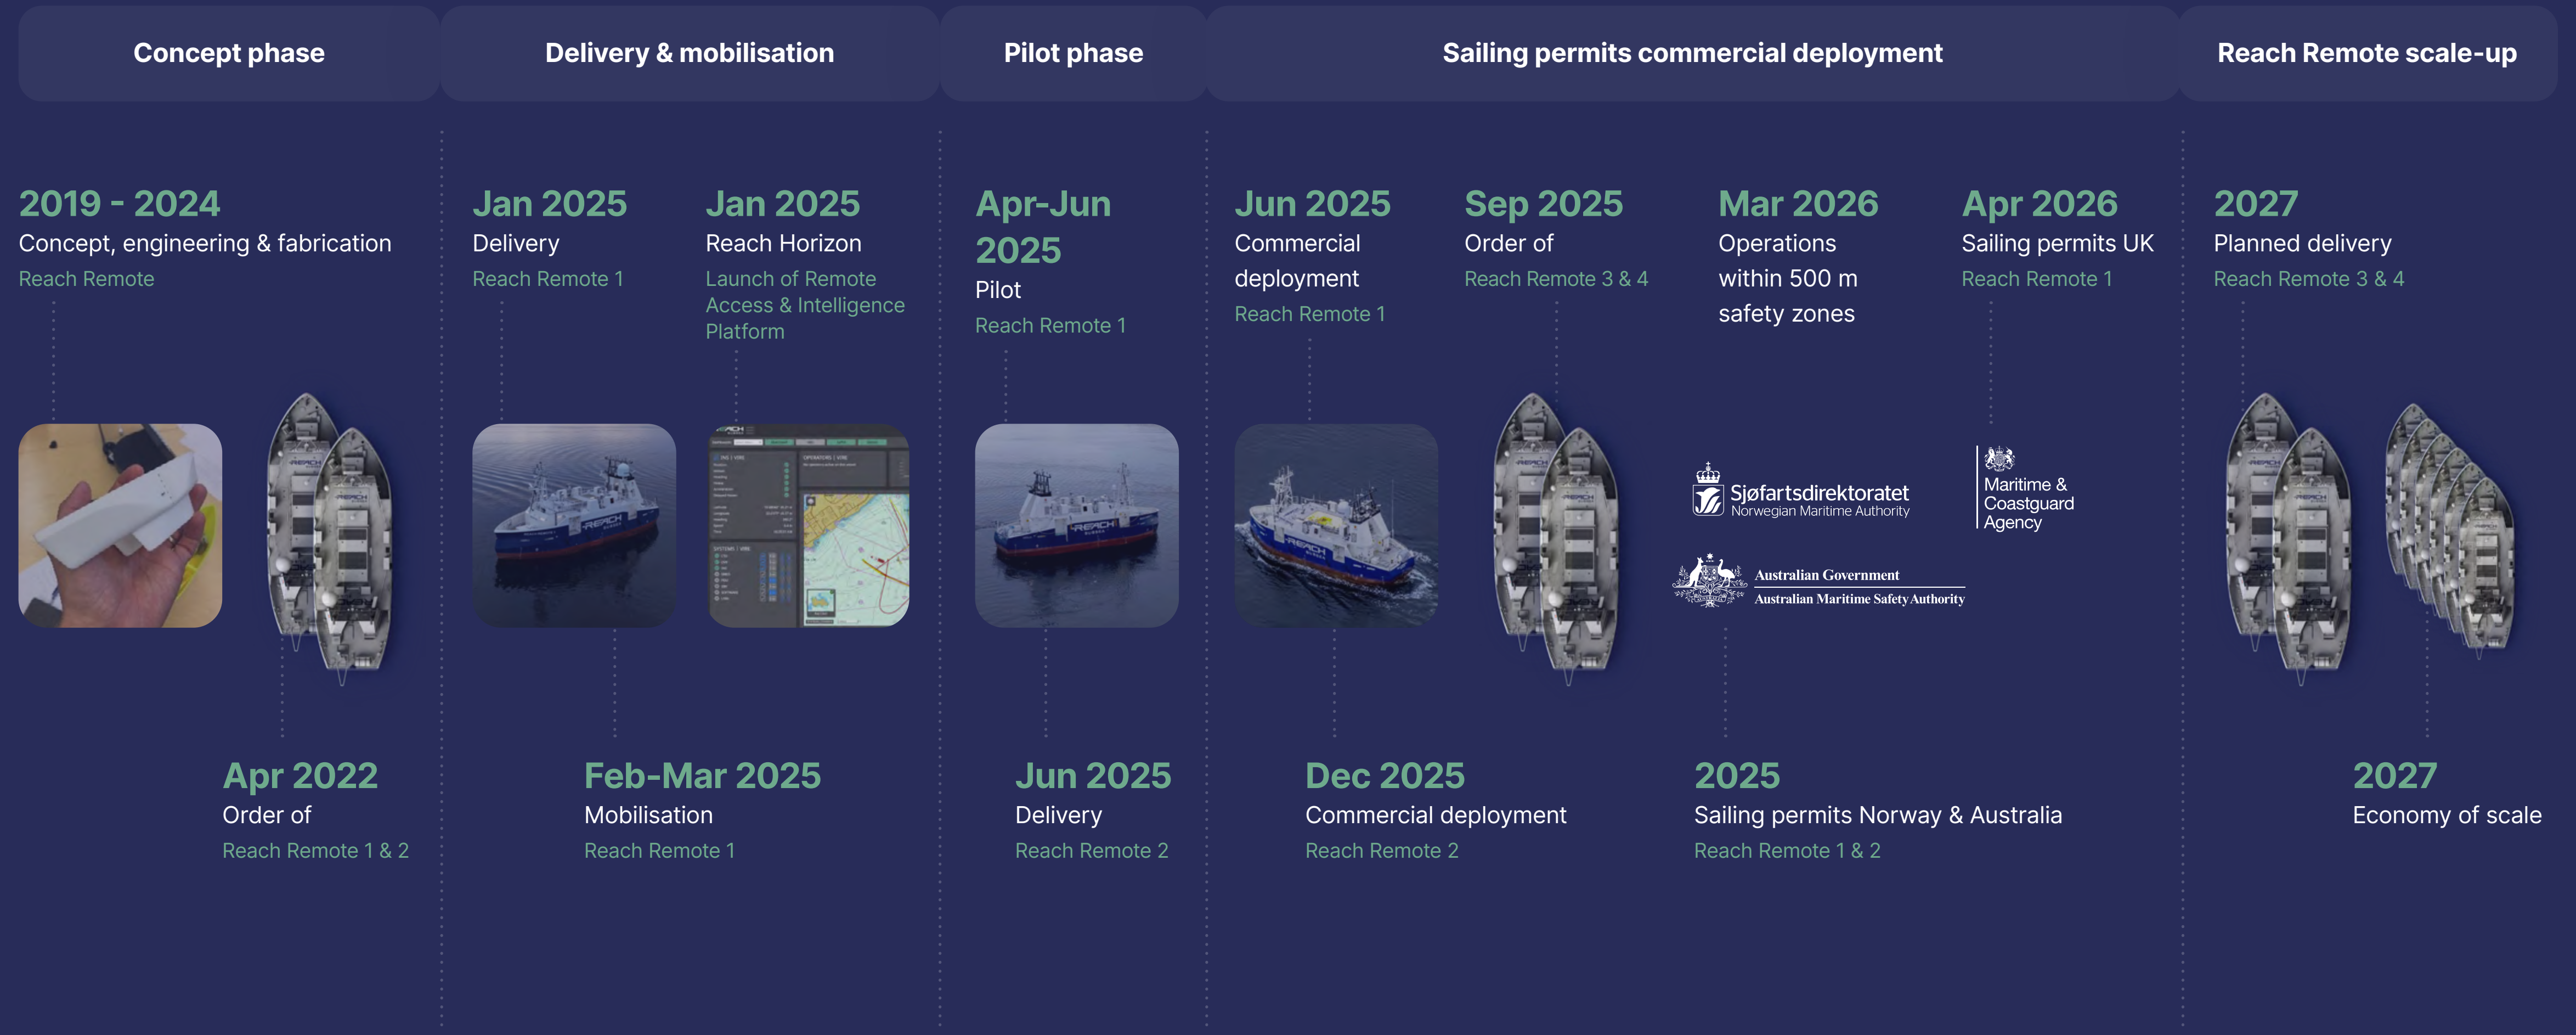 Concept phase
Delivery & mobilisation
Pilot phase
Sailing permits commercial deployment
Reach Remote scale-up
2019 - 2024
Concept, engineering & fabrication
Reach Remote
Jan 2025
Delivery
Reach Remote 1
Jan 2025
Reach Horizon
Launch of Remote
Access & Intelligence
Platform
Apr-Jun
2025
Pilot
Reach Remote 1
Jun 2025
Commercial
deployment
Reach Remote 1
Sep 2025
Order of
Reach Remote 3 & 4
Mar 2026
Operations
within 500 m
safety zones
Apr 2026
Sailing permits UK
Reach Remote 1
2027
Planned delivery
Reach Remote 3 & 4
REACH
REACH
REACH
REACH
REACH
Sjøfartsdirektoratet
Norwegian Maritime Authority
Maritime &
Coastguard
Agency
Australian Government
Australian Maritime Safety Authority
Apr 2022
Order of
Reach Remote 1 & 2
Feb-Mar 2025
Mobilisation
Reach Remote 1
Jun 2025
Delivery
Reach Remote 2
Dec 2025
Commercial deployment
Reach Remote 2
2025
Sailing permits Norway & Australia
Reach Remote 1 & 2
2027
Economy of scale